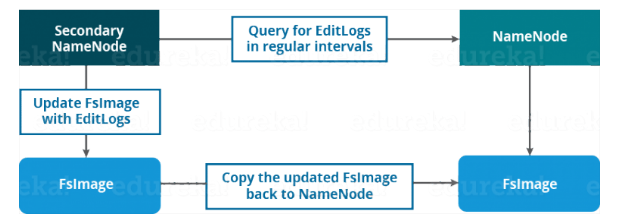 Secondary
NameNode
Query for EditLogs
in regular intervals
NameNode
Update FsImage
with EditLogs
FsImage
Copy the updated FsImage
back to NameNode
FsImage